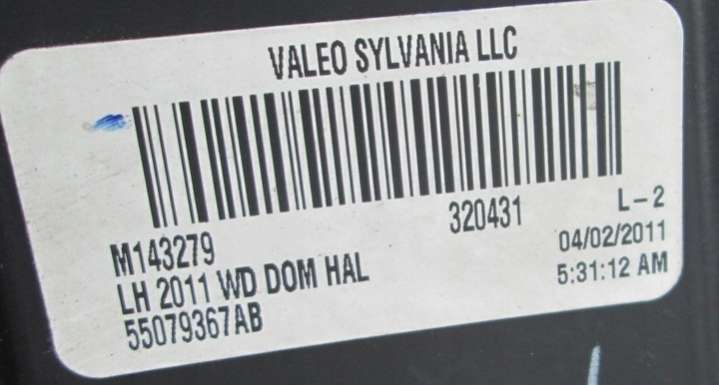 VALEO SYLVANIA LLC
M143279 320431 L-2
LH 2011 WD DOM HAL 04/02/2011
55079367AB 5:31:12 AM